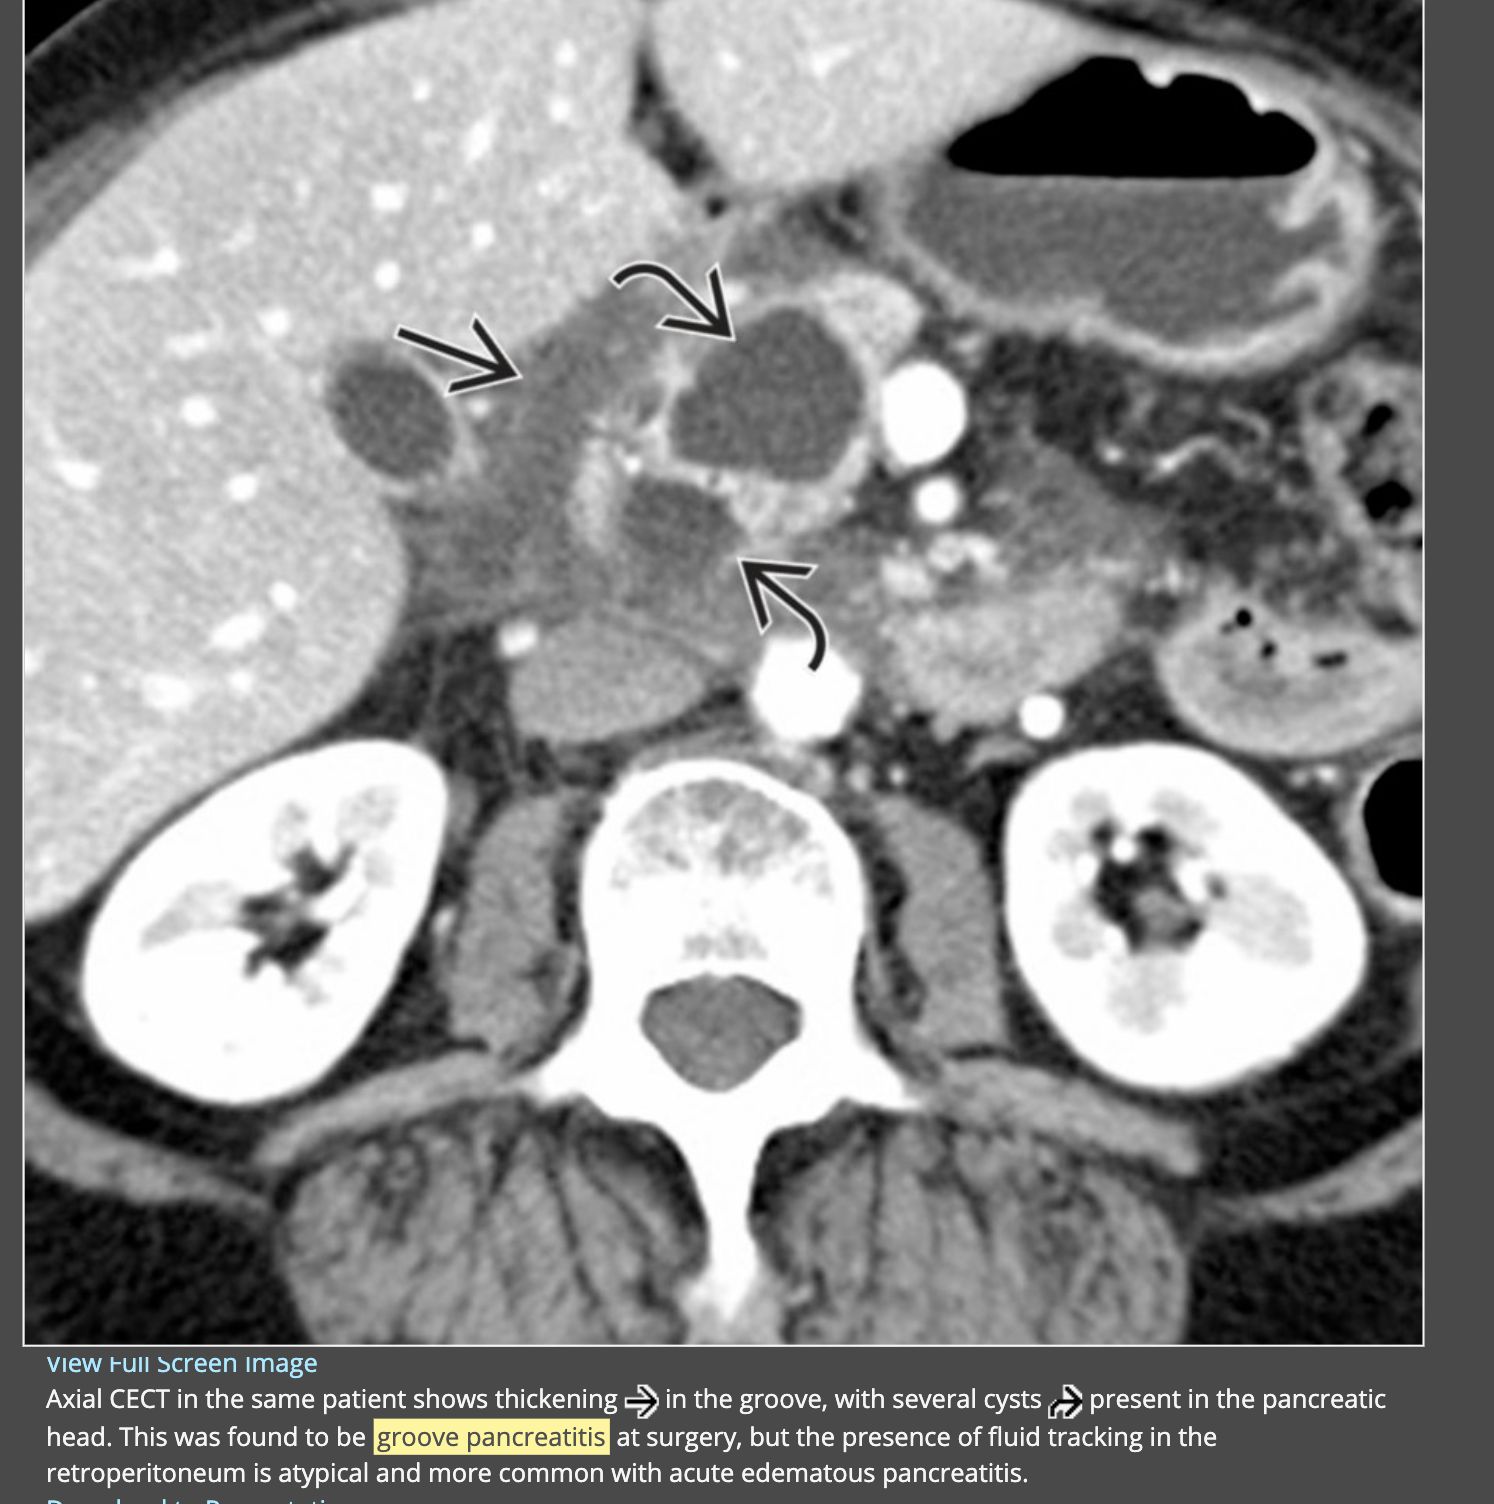 View Full Screen Image
Axial CECT in the same patient shows thickening in the groove, with several cysts present in the pancreatic
head. This was found to be groove pancreatitis at surgery, but the presence of fluid tracking in the
retroperitoneum is atypical and more common with acute edematous pancreatitis.